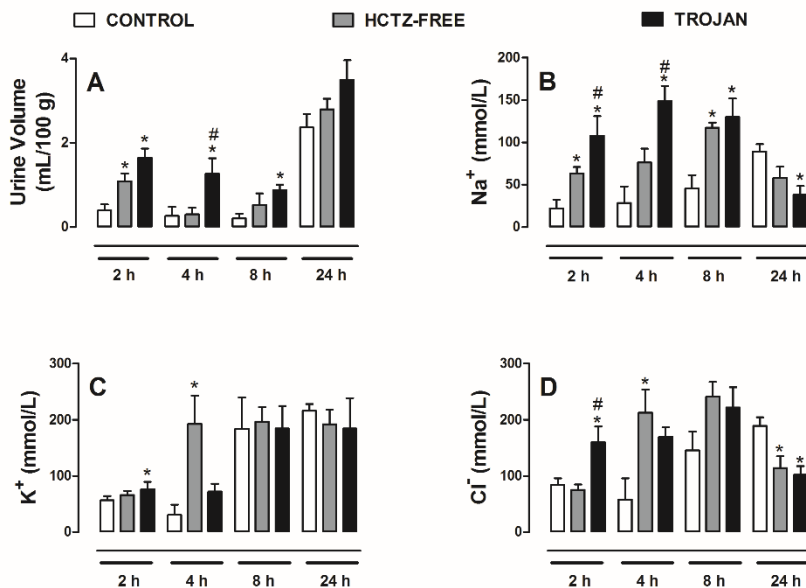 CONTROL HCTZ-FREE TROJAN
A
Urine Volume
(mL/100 g)
4
2
0
* * # * *
2 h 4 h 8 h 24 h
B
Na⁺ (mmol/L)
200
150
100
50
0
* # * # * * * *
2 h 4 h 8 h 24 h
C
K⁺ (mmol/L)
300
200
100
0
* *
2 h 4 h 8 h 24 h
D
Cl⁻ (mmol/L)
300
200
100
0
# * * * *
2 h 4 h 8 h 24 h